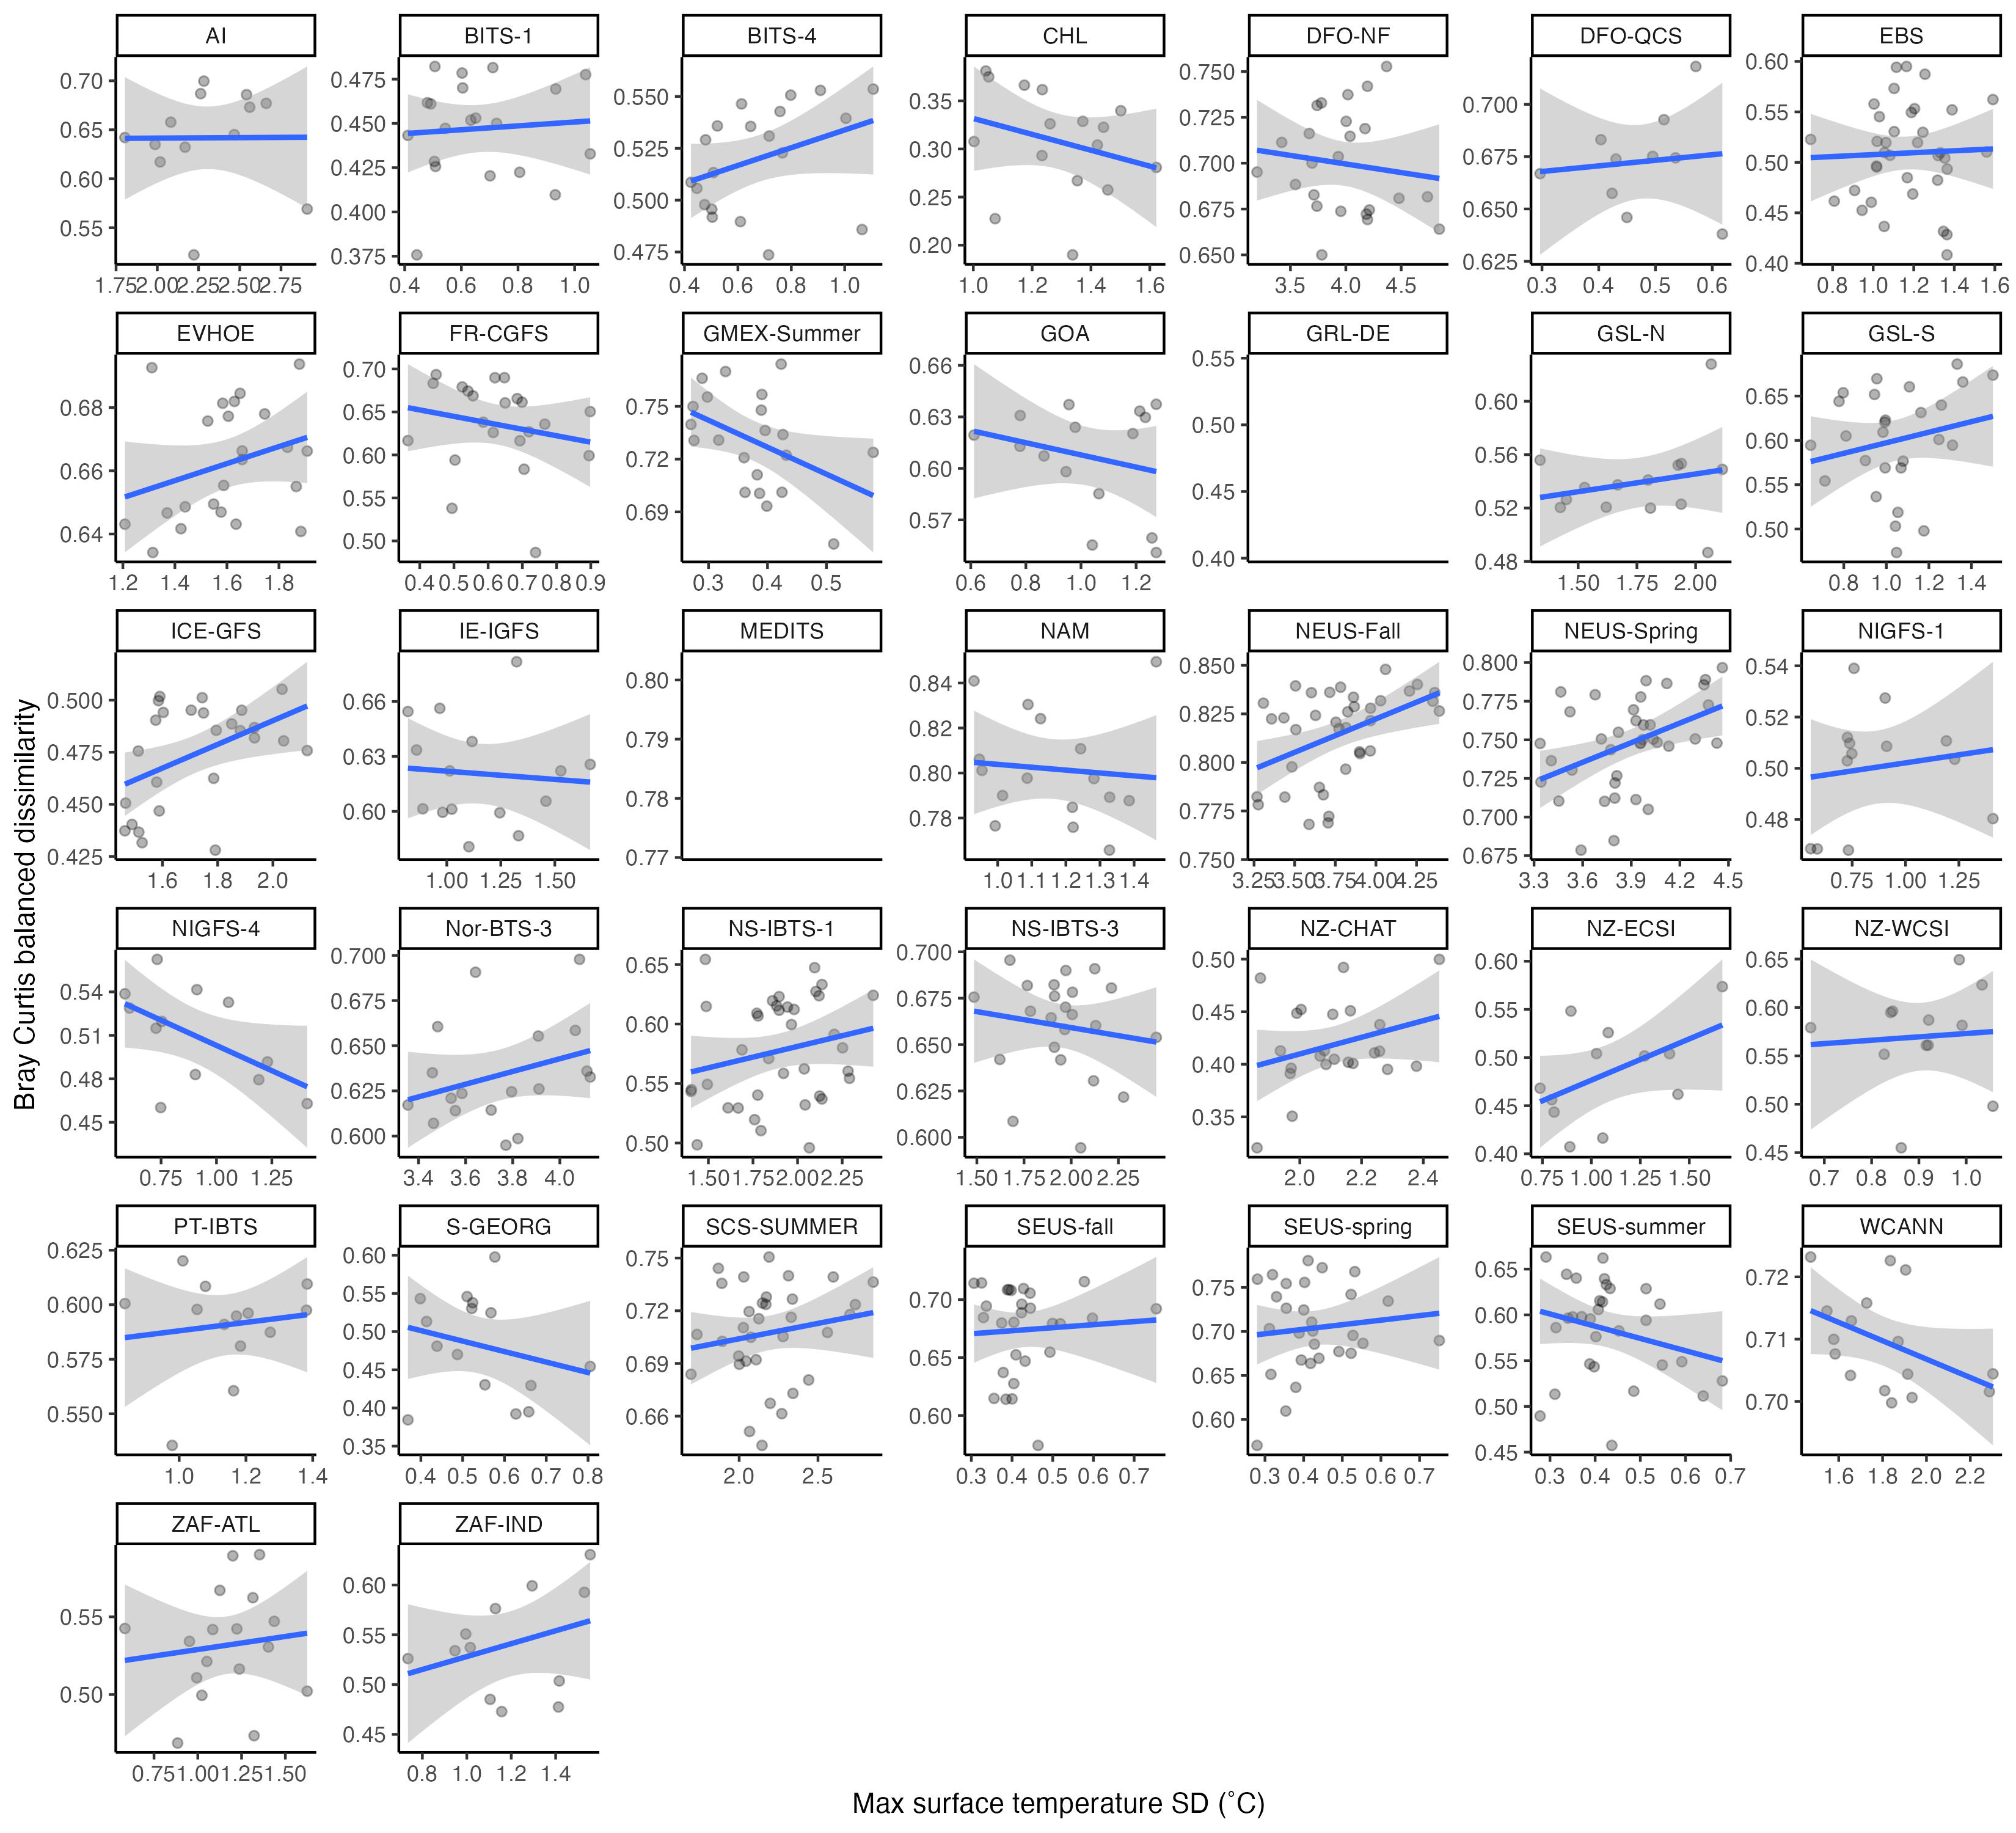 AI BITS-1 BITS-4 CHL DFO-NF DFO-QCS EBS
0.70 0.65 0.60 0.55
0.475 0.450 0.425 0.400 0.375
0.550 0.525 0.500 0.475
0.35 0.30 0.25 0.20
0.750 0.725 0.700 0.675 0.650
0.700 0.675 0.650 0.625
0.60 0.55 0.50 0.45 0.40
1.75 2.00 2.25 2.50 2.75 0.4 0.6 0.8 1.0 0.4 0.6 0.8 1.0 1.0 1.2 1.4 1.6 3.5 4.0 4.5 0.3 0.4 0.5 0.6 0.8 1.0 1.2 1.4 1.6
EVHOE FR-CGFS GMEX-Summer GOA GRL-DE GSL-N GSL-S
0.68 0.66 0.64
0.70 0.65 0.60 0.55 0.50
0.75 0.72 0.69
0.66 0.63 0.60 0.57
0.55 0.50 0.45 0.40
0.60 0.56 0.52 0.48
0.65 0.60 0.55 0.50
1.2 1.4 1.6 1.8 0.4 0.5 0.6 0.7 0.8 0.9 0.3 0.4 0.5 0.6 0.8 1.0 1.2 1.50 1.75 2.00 0.8 1.0 1.2 1.4
ICE-GFS IE-IGFS MEDITS NAM NEUS-Fall NEUS-Spring NIGFS-1
0.500 0.475 0.450 0.425
0.66 0.63 0.60
0.80 0.79 0.78 0.77
0.84 0.82 0.80 0.78
0.850 0.825 0.800 0.775 0.750
0.800 0.775 0.750 0.725 0.700 0.675
0.54 0.52 0.50 0.48
1.6 1.8 2.0 1.00 1.25 1.50 1.0 1.1 1.2 1.3 1.4 3.25 3.50 3.75 4.00 4.25 3.3 3.6 3.9 4.2 4.5 0.75 1.00 1.25
Bray Curtis balanced dissimilarity
NIGFS-4 Nor-BTS-3 NS-IBTS-1 NS-IBTS-3 NZ-CHAT NZ-ECSI NZ-WCSI
0.54 0.51 0.48 0.45
0.700 0.675 0.650 0.625 0.600
0.65 0.60 0.55 0.50
0.700 0.675 0.650 0.625 0.600
0.50 0.45 0.40 0.35
0.60 0.55 0.50 0.45 0.40
0.65 0.60 0.55 0.50 0.45
0.75 1.00 1.25 3.4 3.6 3.8 4.0 1.50 1.75 2.00 2.25 1.50 1.75 2.00 2.25 2.0 2.2 2.4 0.75 1.00 1.25 1.50 0.7 0.8 0.9 1.0
PT-IBTS S-GEORG SCS-SUMMER SEUS-fall SEUS-spring SEUS-summer WCANN
0.625 0.600 0.575 0.550
0.60 0.55 0.50 0.45 0.40 0.35
0.75 0.72 0.69 0.66
0.70 0.65 0.60
0.75 0.70 0.65 0.60
0.65 0.60 0.55 0.50 0.45
0.72 0.71 0.70
1.0 1.2 1.4 0.4 0.5 0.6 0.7 0.8 2.0 2.5 0.3 0.4 0.5 0.6 0.7 0.3 0.4 0.5 0.6 0.7 0.3 0.4 0.5 0.6 0.7 1.6 1.8 2.0 2.2
ZAF-ATL ZAF-IND
0.55 0.50
0.60 0.55 0.50 0.45
0.75 1.00 1.25 1.50 0.8 1.0 1.2 1.4
Max surface temperature SD (˚C)